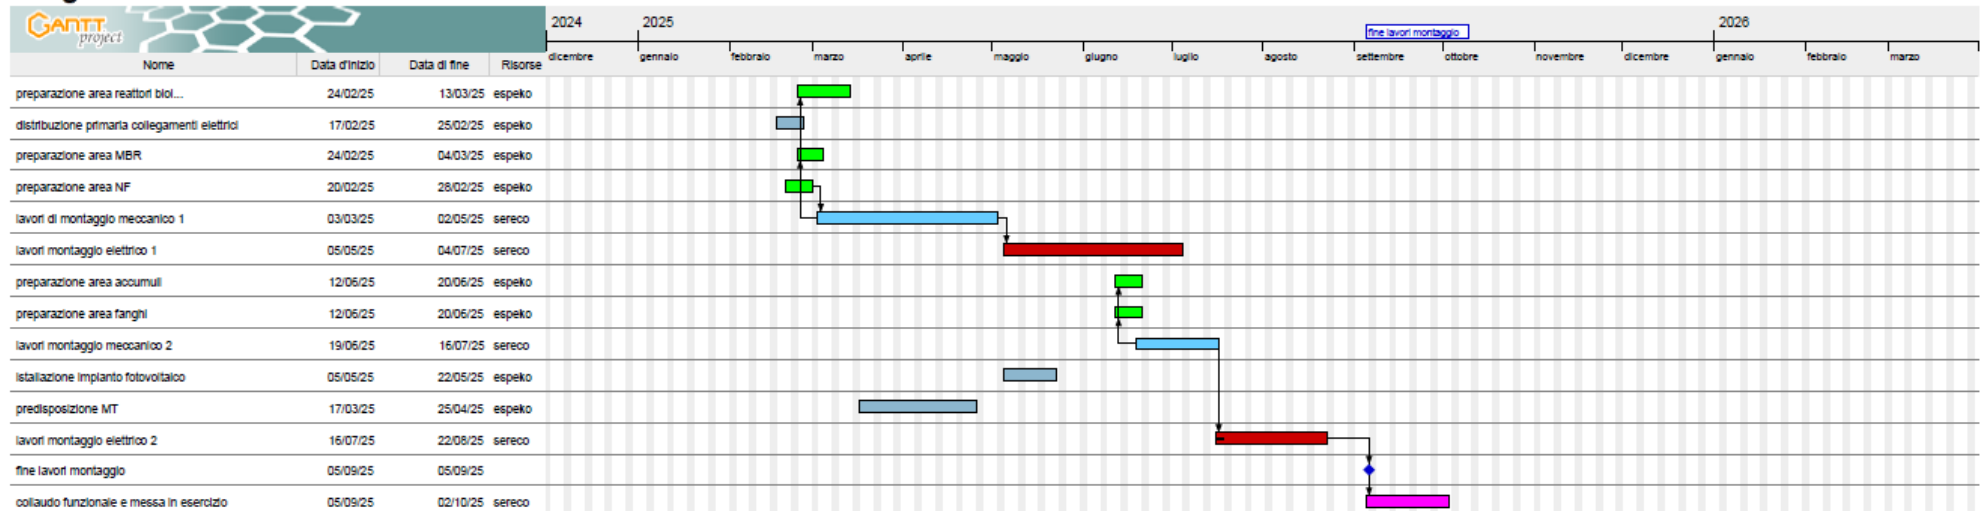 GANTT project
2024 2025 2026
fine lavori montaggio
Nome Data d'inizio Data di fine Risorse dicembre gennaio febbraio marzo aprile maggio giugno luglio agosto settembre ottobre novembre dicembre gennaio febbraio marzo
preparazione area reattori biol... 24/02/25 13/03/25 espeko
distribuzione primaria collegamenti elettrici 17/02/25 25/02/25 espeko
preparazione area MBR 24/02/25 04/03/25 espeko
preparazione area NF 20/02/25 28/02/25 espeko
lavori di montaggio meccanico 1 03/03/25 02/05/25 sereco
lavori montaggio elettrico 1 05/05/25 04/07/25 sereco
preparazione area accumuli 12/06/25 20/06/25 espeko
preparazione area fanghi 12/06/25 20/06/25 espeko
lavori montaggio meccanico 2 19/06/25 16/07/25 sereco
istallazione impianto fotovoltaico 05/05/25 22/05/25 espeko
predisposizione MT 17/03/25 25/04/25 espeko
lavori montaggio elettrico 2 16/07/25 22/08/25 sereco
fine lavori montaggio 05/09/25 05/09/25
collaudo funzionale e messa in esercizio 05/09/25 02/10/25 sereco